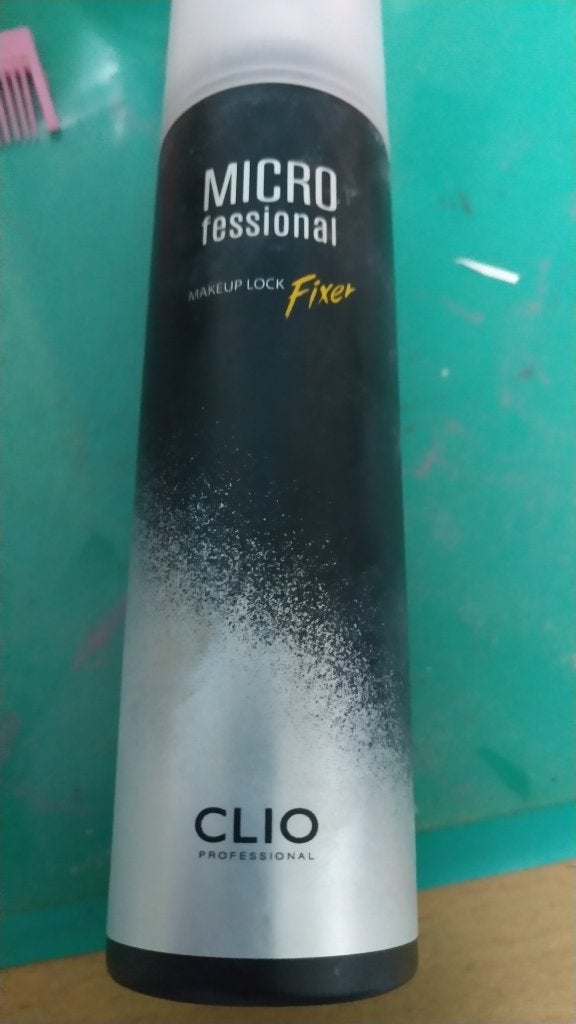 MICRO
fessional
MAKEUP LOCK Fixer
CLIO
PROFESSIONAL